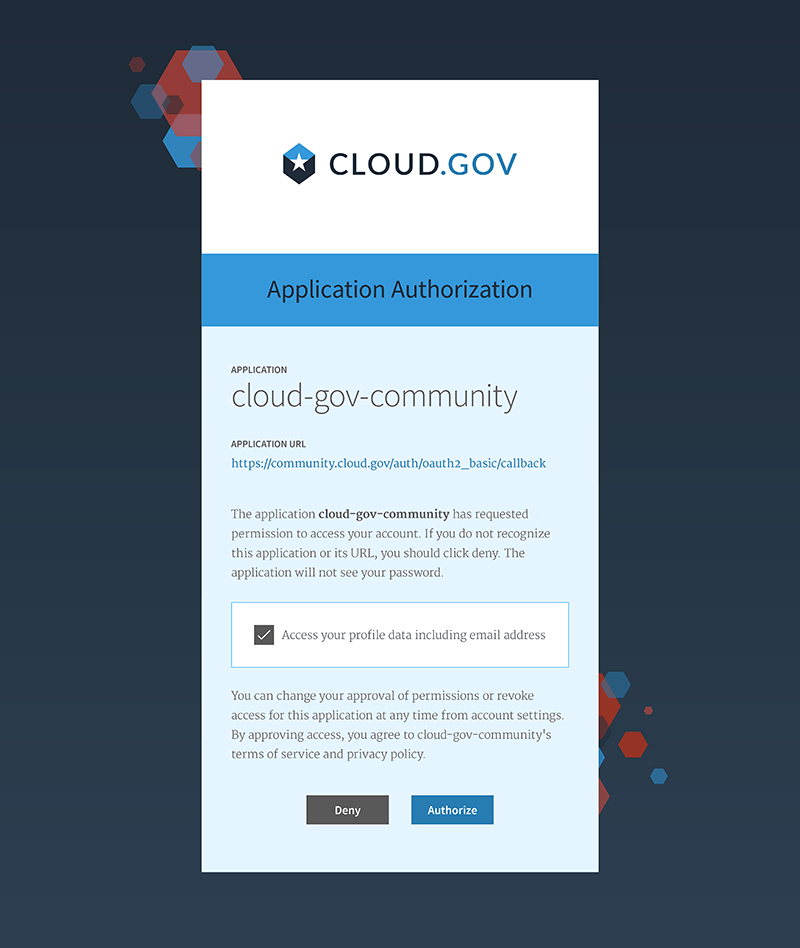 CLOUD.GOV
Application Authorization
APPLICATION
cloud-gov-community
APPLICATION URL
https://community.cloud.gov/auth/oauth2_basic/callback
The application cloud-gov-community has requested
permission to access your account. If you do not recognize
this application or its URL, you should click deny. The
application will not see your password.
Access your profile data including email address
You can change your approval of permissions or revoke
access for this application at any time from account settings.
By approving access, you agree to cloud-gov-community's
terms of service and privacy policy.
Deny
Authorize